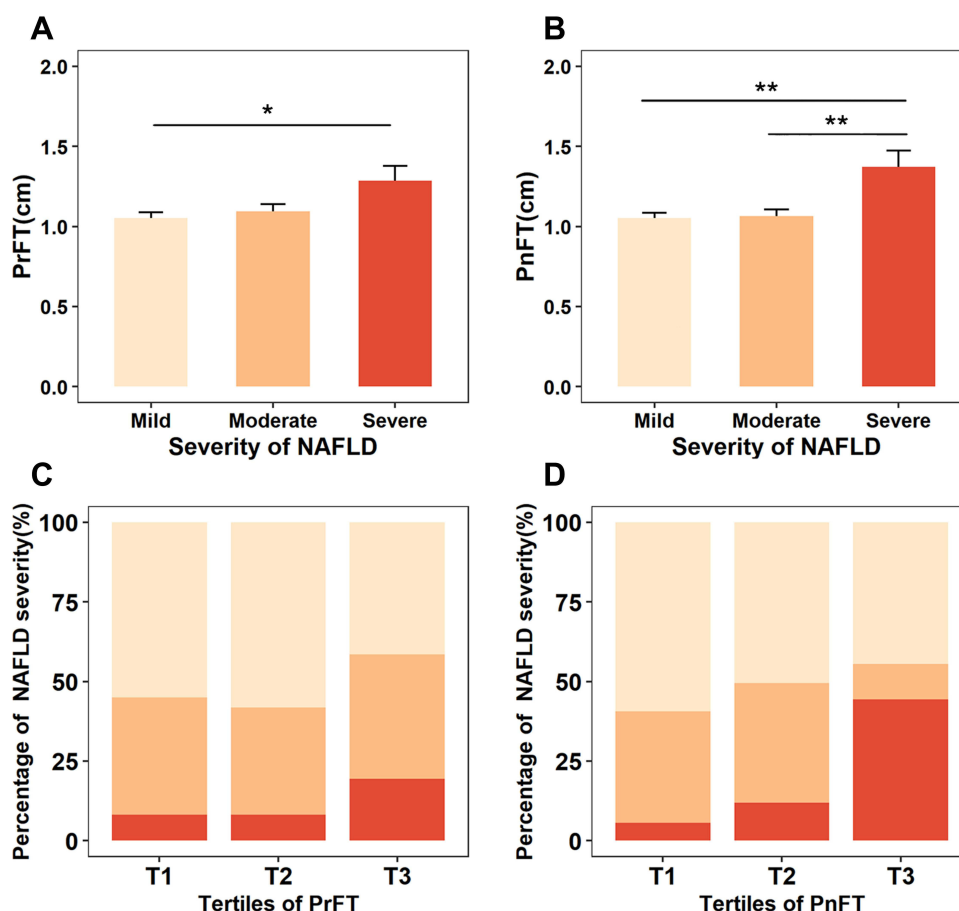 A
PrFT(cm)
2.0
1.5
1.0
0.5
0.0
*
Mild Moderate Severe
Severity of NAFLD
B
PnFT(cm)
2.0
1.5
1.0
0.5
0.0
**
**
Mild Moderate Severe
Severity of NAFLD
C
Percentage of NAFLD severity(%)
100
75
50
25
0
T1 T2 T3
Tertiles of PrFT
D
Percentage of NAFLD severity(%)
100
75
50
25
0
T1 T2 T3
Tertiles of PnFT